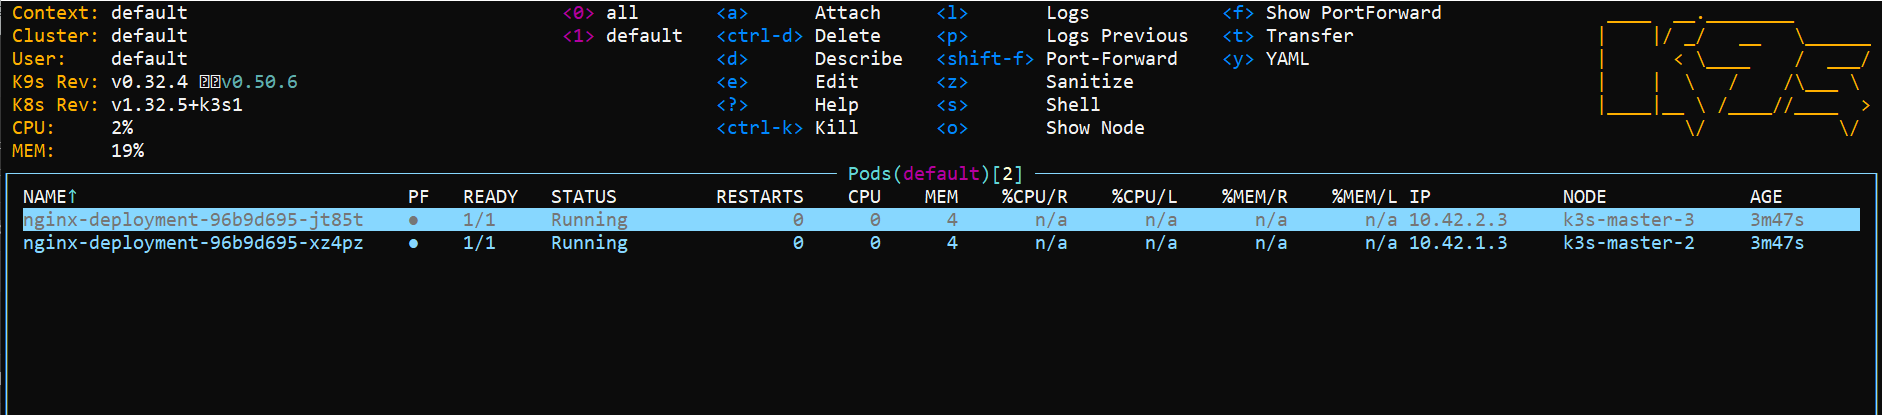 Context: default <0> all <a> Attach <l> Logs <f> Show PortForward
Cluster: default <1> default <ctrl-d> Delete <p> Logs Previous <t> Transfer
User: default <d> Describe <shift-f> Port-Forward <y> YAML
K9s Rev: v0.32.4 v0.50.6 <e> Edit <z> Sanitize
K8s Rev: v1.32.5+k3s1 <?> Help <s> Shell
CPU: 2% <ctrl-k> Kill <o> Show Node
MEM: 19%
Pods(default)[2]
NAME↑ PF READY STATUS RESTARTS CPU MEM %CPU/R %CPU/L %MEM/R %MEM/L IP NODE AGE
nginx-deployment-96b9d695-jt85t ● 1/1 Running 0 0 4 n/a n/a n/a n/a 10.42.2.3 k3s-master-3 3m47s
nginx-deployment-96b9d695-xz4pz ● 1/1 Running 0 0 4 n/a n/a n/a n/a 10.42.1.3 k3s-master-2 3m47s